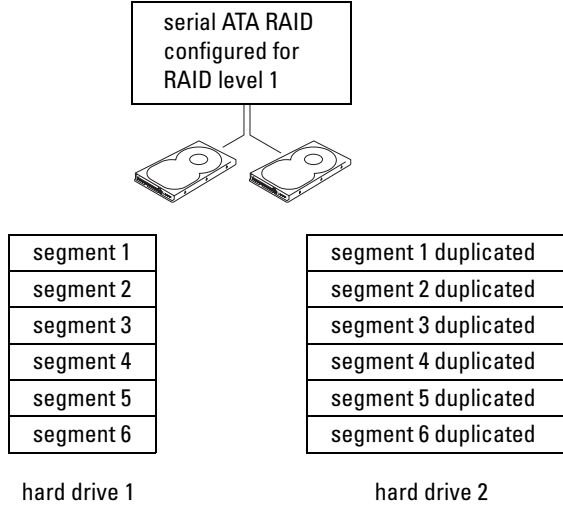 serial ATA RAID
configured for
RAID level 1
segment 1
segment 2
segment 3
segment 4
segment 5
segment 6
hard drive 1
segment 1 duplicated
segment 2 duplicated
segment 3 duplicated
segment 4 duplicated
segment 5 duplicated
segment 6 duplicated
hard drive 2